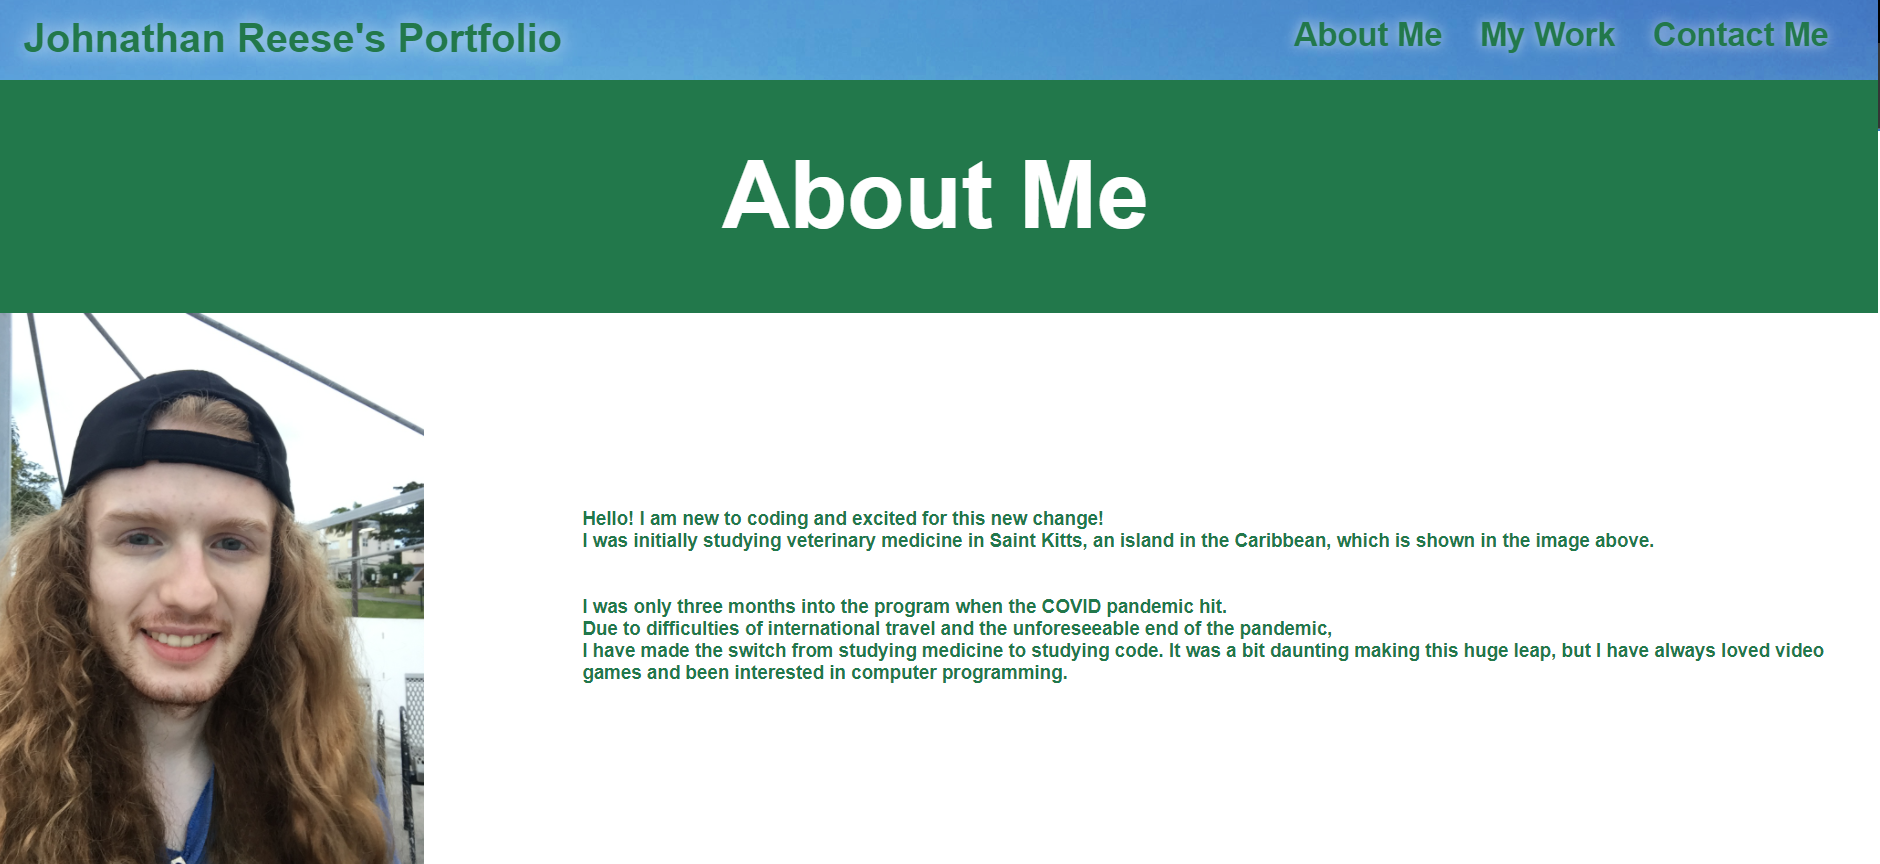 Johnathan Reese's Portfolio
About Me My Work Contact Me
About Me
Hello! I am new to coding and excited for this new change!
I was initially studying veterinary medicine in Saint Kitts, an island in the Caribbean, which is shown in the image above.
I was only three months into the program when the COVID pandemic hit.
Due to difficulties of international travel and the unforeseeable end of the pandemic,
I have made the switch from studying medicine to studying code. It was a bit daunting making this huge leap, but I have always loved video
games and been interested in computer programming.